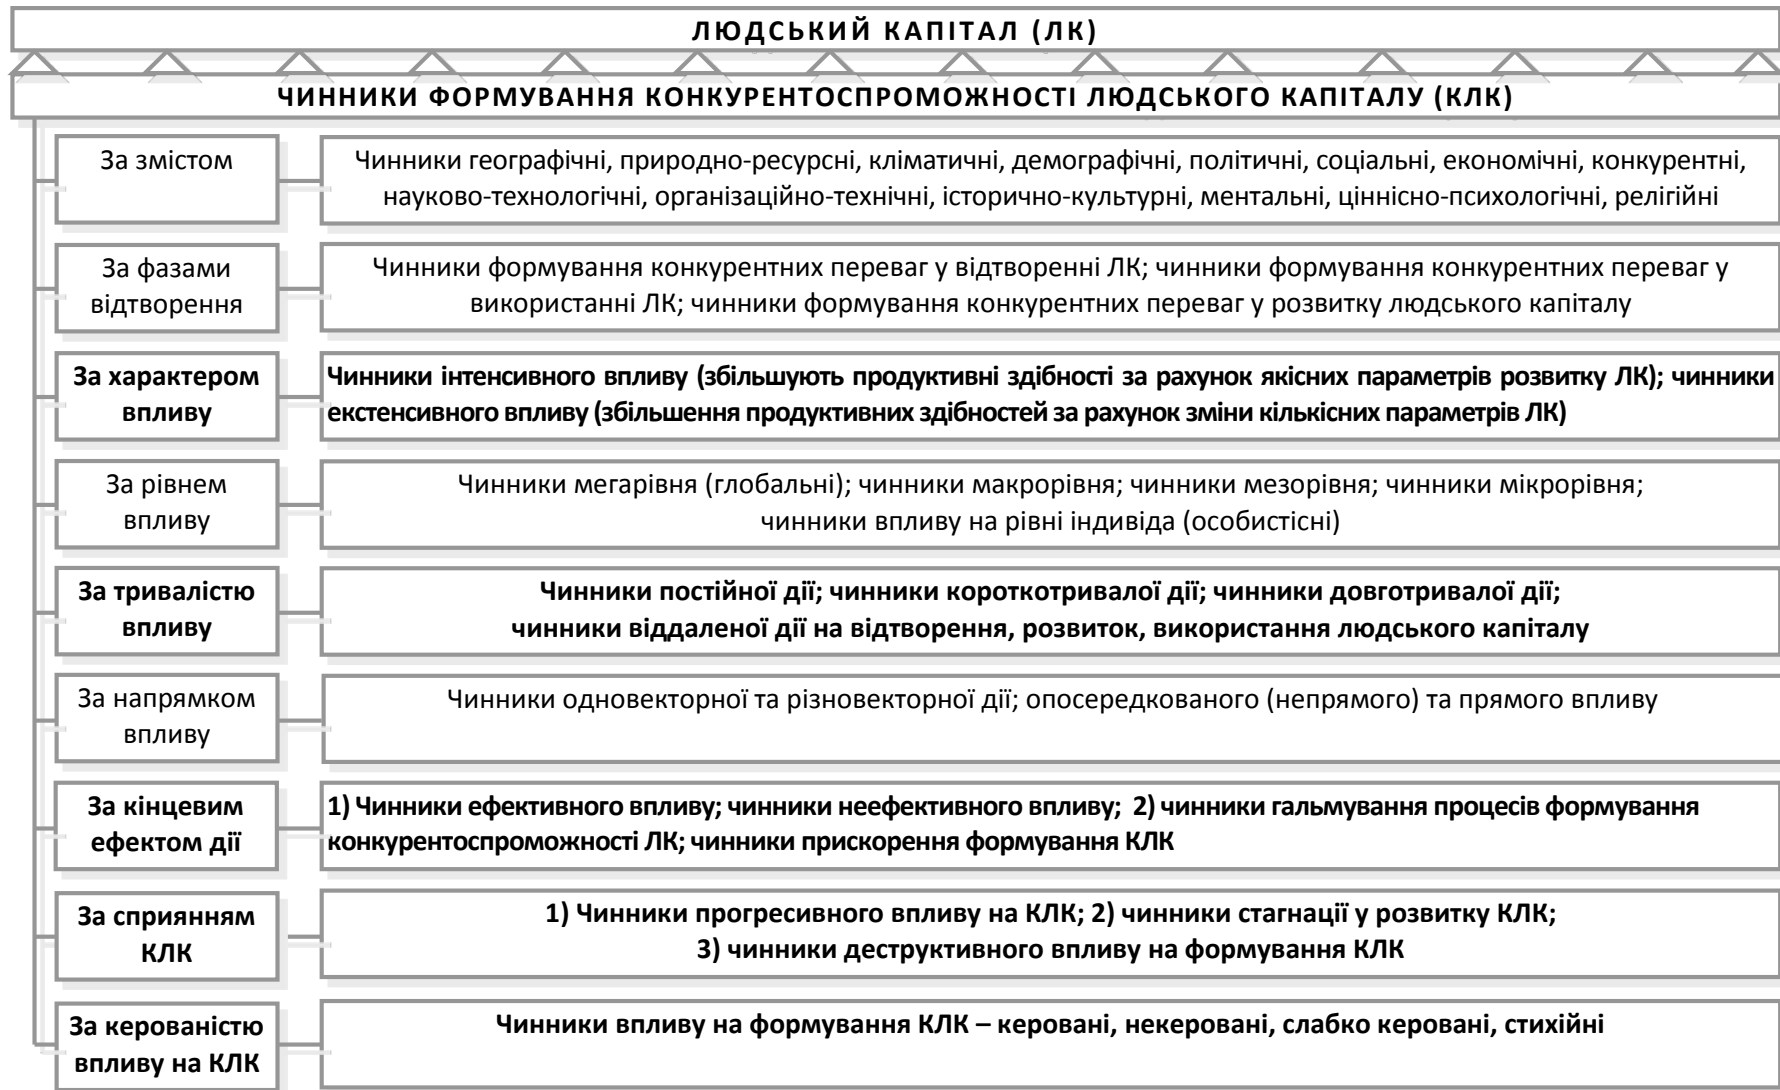 ЛЮДСЬКИЙ КАПІТАЛ (ЛК)
ЧИННИКИ ФОРМУВАННЯ КОНКУРЕНТОСПРОМОЖНОСТІ ЛЮДСЬКОГО КАПІТАЛУ (КЛК)
За змістом
Чинники географічні, природно-ресурсні, кліматичні, демографічні, політичні, соціальні, економічні, конкурентні,
науково-технологічні, організаційно-технічні, історично-культурні, ментальні, ціннісно-психологічні, релігійні
За фазами
відтворення
Чинники формування конкурентних переваг у відтворенні ЛК; чинники формування конкурентних переваг у
використанні ЛК; чинники формування конкурентних переваг у розвитку людського капіталу
За характером
впливу
Чинники інтенсивного впливу (збільшують продуктивні здібності за рахунок якісних параметрів розвитку ЛК); чинники
екстенсивного впливу (збільшення продуктивних здібностей за рахунок зміни кількісних параметрів ЛК)
За рівнем
впливу
Чинники мегарівня (глобальні); чинники макрорівня; чинники мезорівня; чинники мікрорівня;
чинники впливу на рівні індивіда (особистісні)
За тривалістю
впливу
Чинники постійної дії; чинники короткотривалої дії; чинники довготривалої дії;
чинники віддаленої дії на відтворення, розвиток, використання людського капіталу
За напрямком
впливу
Чинники одновекторної та різновекторної дії; опосередкованого (непрямого) та прямого впливу
За кінцевим
ефектом дії
1) Чинники ефективного впливу; чинники неефективного впливу; 2) чинники гальмування процесів формування
конкурентоспроможності ЛК; чинники прискорення формування КЛК
За сприянням
КЛК
1) Чинники прогресивного впливу на КЛК; 2) чинники стагнації у розвитку КЛК;
3) чинники деструктивного впливу на формування КЛК
За керованістю
впливу на КЛК
Чинники впливу на формування КЛК – керовані, некеровані, слабко керовані, стихійні